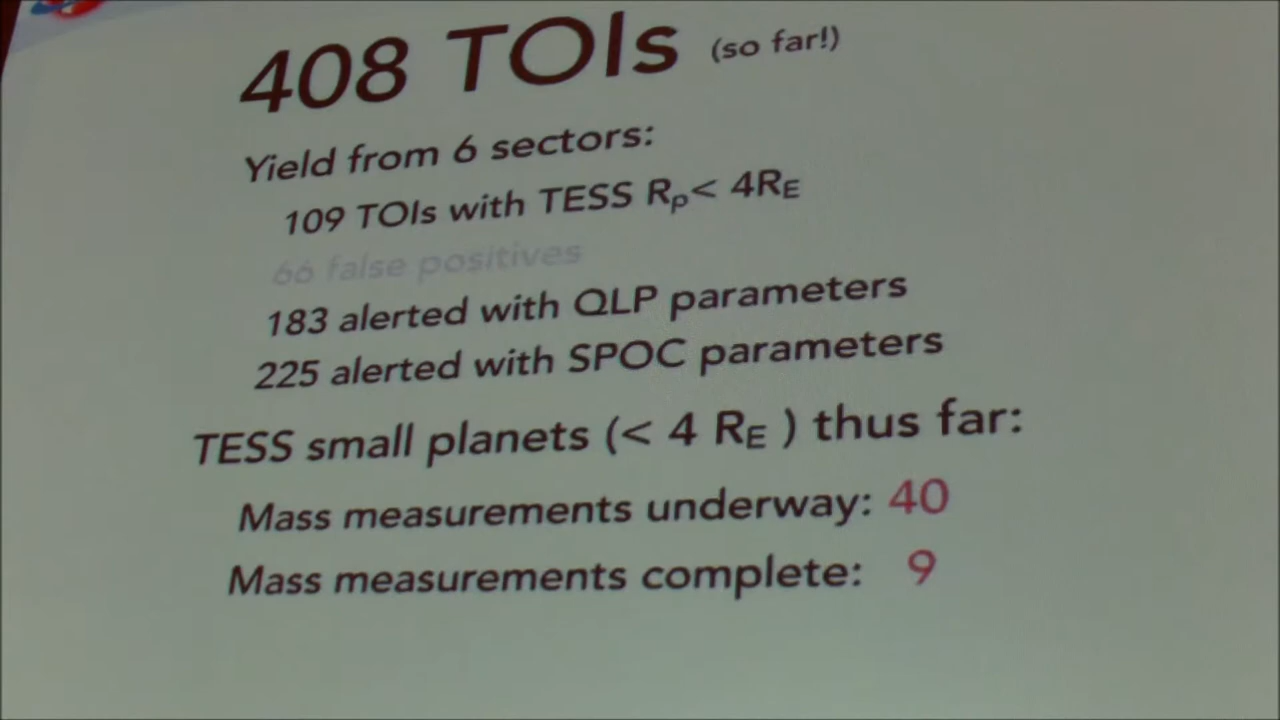 408 TOIs (so far!)
Yield from 6 sectors:
109 TOIs with TESS Rp< 4RE
66 false positives
183 alerted with QLP parameters
225 alerted with SPOC parameters
TESS small planets (< 4 RE ) thus far:
Mass measurements underway: 40
Mass measurements complete: 9